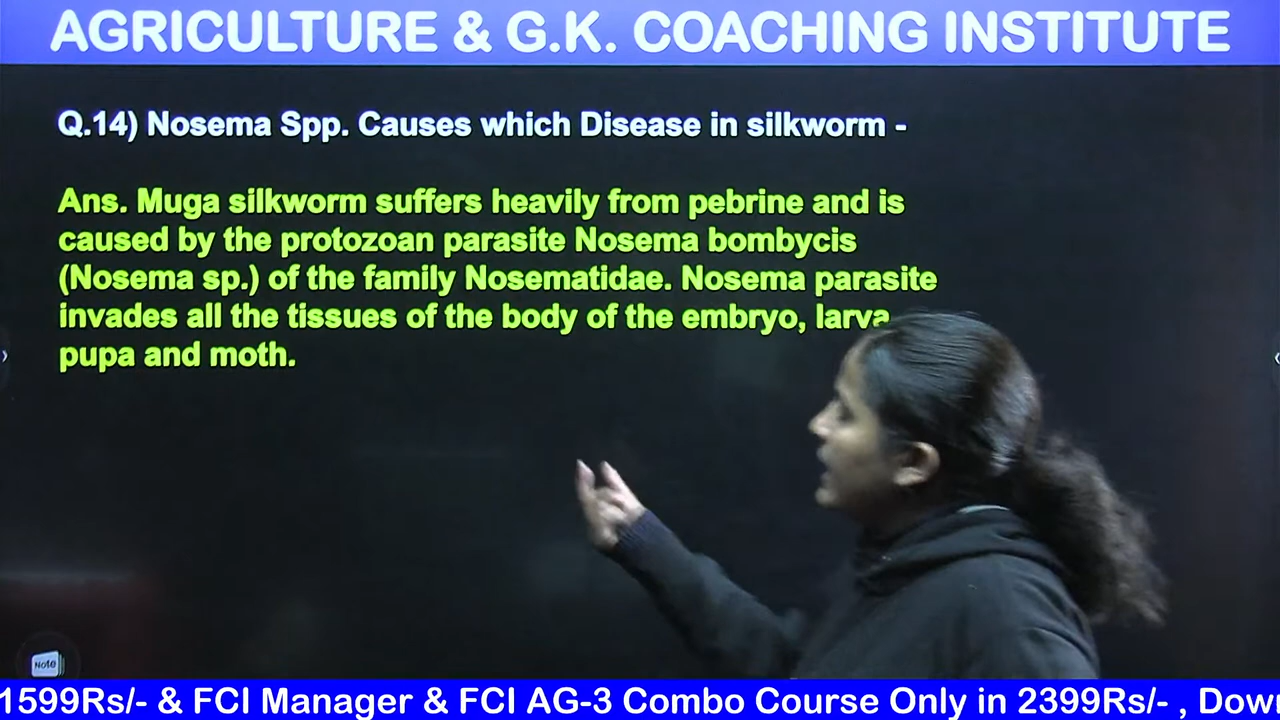 AGRICULTURE & G.K. COACHING INSTITUTE
Q.14) Nosema Spp. Causes which Disease in silkworm -
Ans. Muga silkworm suffers heavily from pebrine and is
caused by the protozoan parasite Nosema bombycis
(Nosema sp.) of the family Nosematidae. Nosema parasite
invades all the tissues of the body of the embryo, larva
pupa and moth.
Note
1599Rs/- & FCI Manager & FCI AG-3 Combo Course Only in 2399Rs/- ,